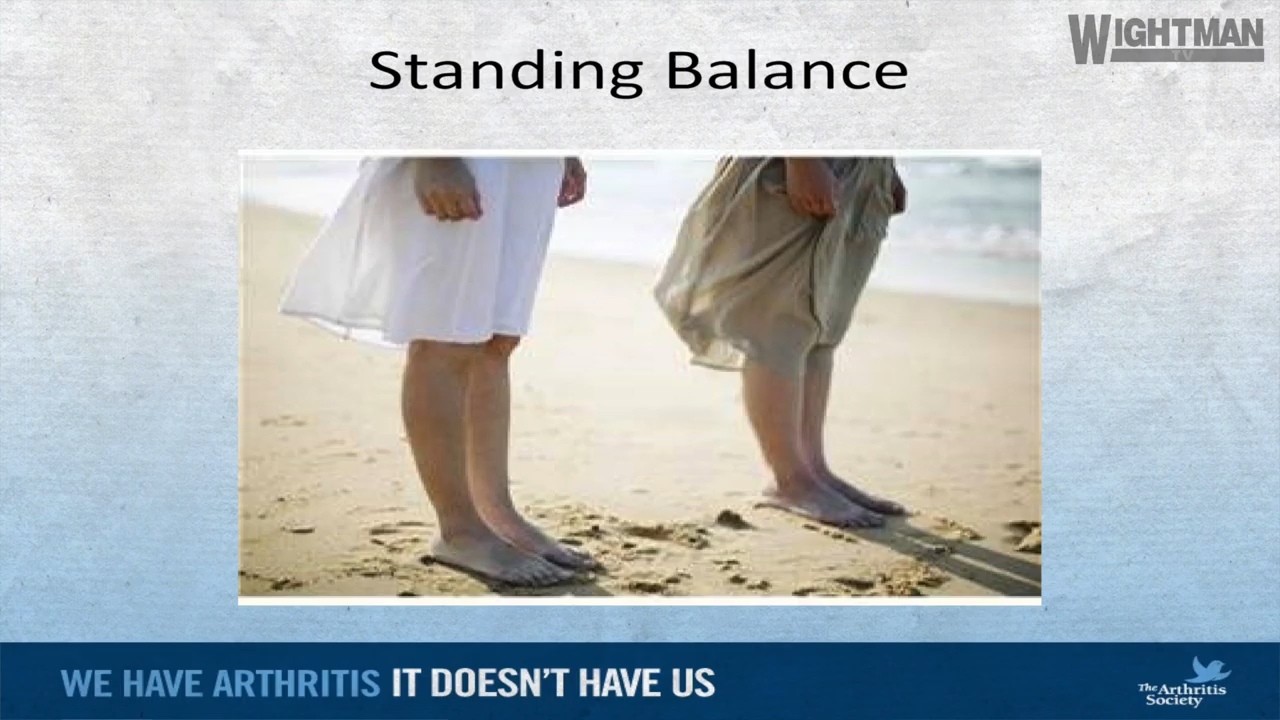 WIGHTMAN
TV
Standing Balance
WE HAVE ARTHRITIS IT DOESN'T HAVE US
The Arthritis
Society